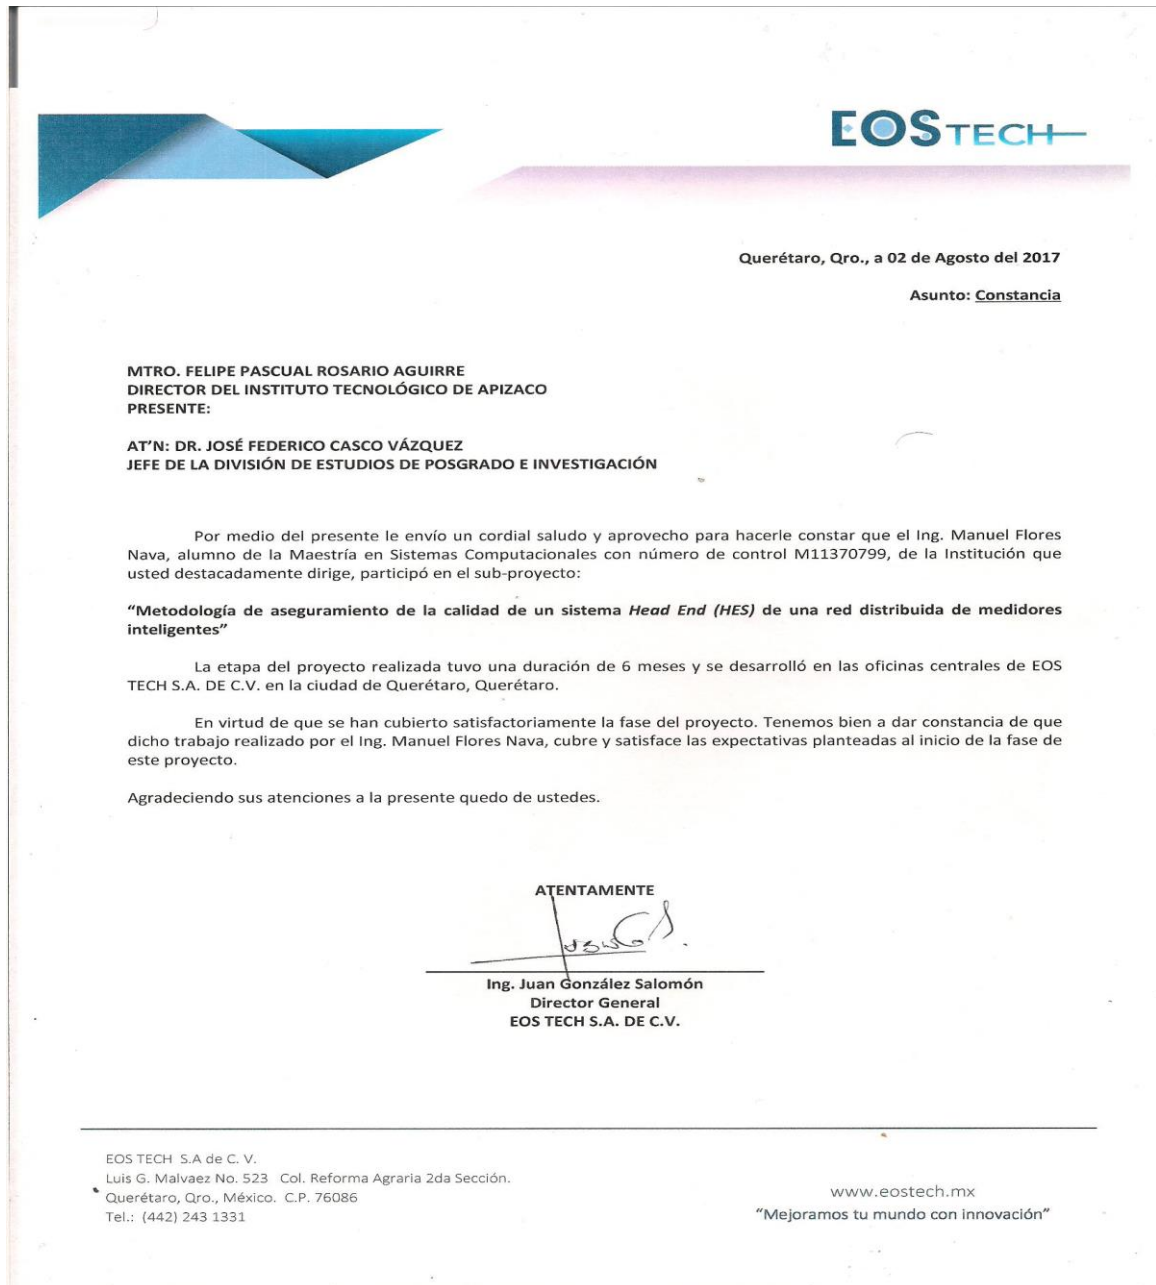 EOSTECH
Querétaro, Qro., a 02 de Agosto del 2017
Asunto: Constancia
MTRO. FELIPE PASCUAL ROSARIO AGUIRRE
DIRECTOR DEL INSTITUTO TECNOLÓGICO DE APIZACO
PRESENTE:
AT'N: DR. JOSÉ FEDERICO CASCO VÁZQUEZ
JEFE DE LA DIVISIÓN DE ESTUDIOS DE POSGRADO E INVESTIGACIÓN
Por medio del presente le envío un cordial saludo y aprovecho para hacerle constar que el Ing. Manuel Flores
Nava, alumno de la Maestría en Sistemas Computacionales con número de control M11370799, de la Institución que
usted destacadamente dirige, participó en el sub-proyecto:
“Metodología de aseguramiento de la calidad de un sistema Head End (HES) de una red distribuida de medidores
inteligentes”
La etapa del proyecto realizada tuvo una duración de 6 meses y se desarrolló en las oficinas centrales de EOS
TECH S.A. DE C.V. en la ciudad de Querétaro, Querétaro.
En virtud de que se han cubierto satisfactoriamente la fase del proyecto. Tenemos bien a dar constancia de que
dicho trabajo realizado por el Ing. Manuel Flores Nava, cubre y satisface las expectativas planteadas al inicio de la fase de
este proyecto.
Agradeciendo sus atenciones a la presente quedo de ustedes.
ATENTAMENTE
Ing. Juan González Salomón
Director General
EOS TECH S.A. DE C.V.
EOS TECH S.A de C. V.
Luis G. Malvaez No. 523 Col. Reforma Agraria 2da Sección.
Querétaro, Qro., México. C.P. 76086
Tel.: (442) 243 1331
www.eostech.mx
“Mejoramos tu mundo con innovación”